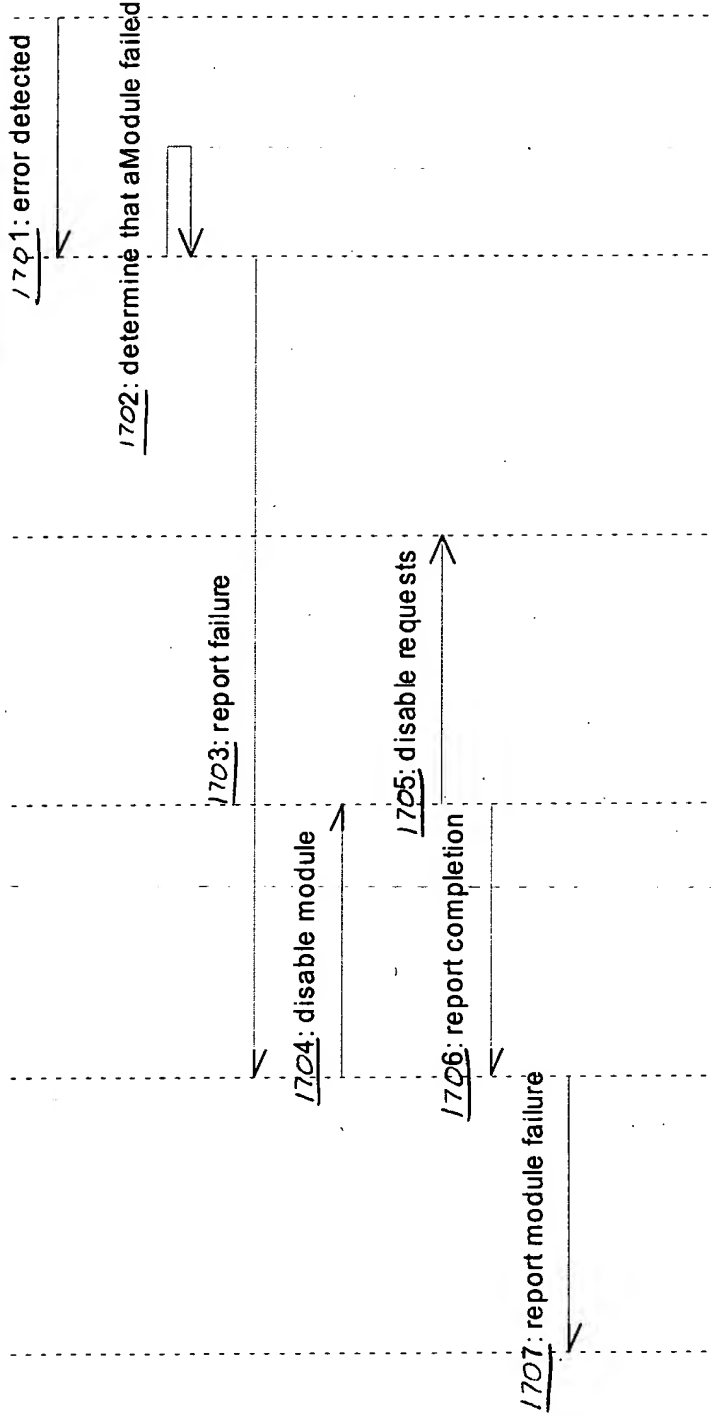 1701: error detected
1702: determine that aModule failed
1703: report failure
1704: disable module
1705: disable requests
1706: report completion
1707: report module failure